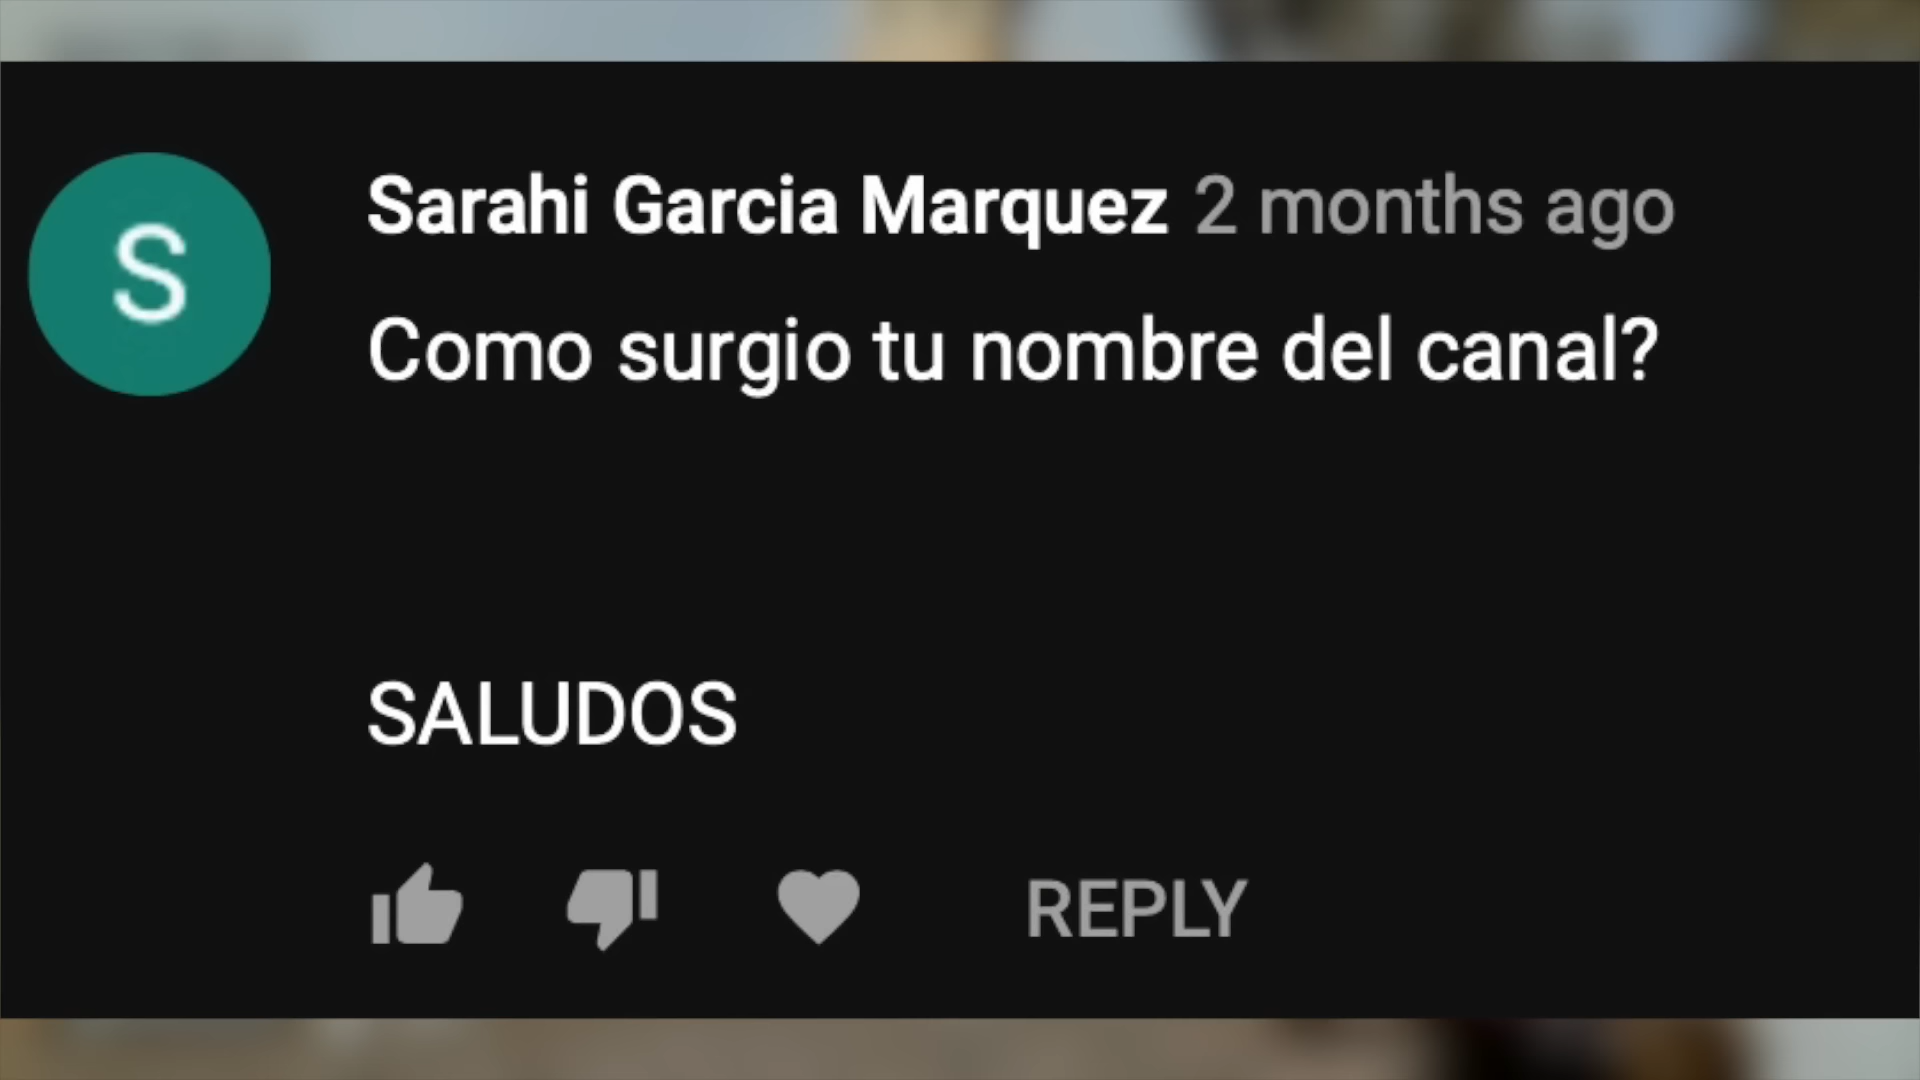 S
Sarahi Garcia Marquez 2 months ago
Como surgio tu nombre del canal?
SALUDOS
REPLY